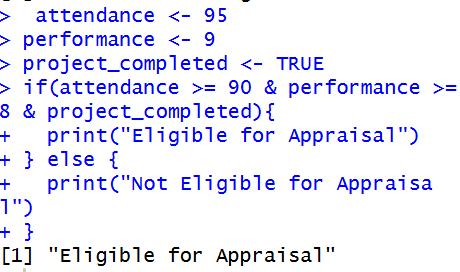 >  attendance <- 95
> performance <- 9
> project_completed <- TRUE
> if(attendance >= 90 & performance >=
8 & project_completed){
+   print("Eligible for Appraisal")
+ } else {
+   print("Not Eligible for Appraisa
l")
+ }
[1] "Eligible for Appraisal"